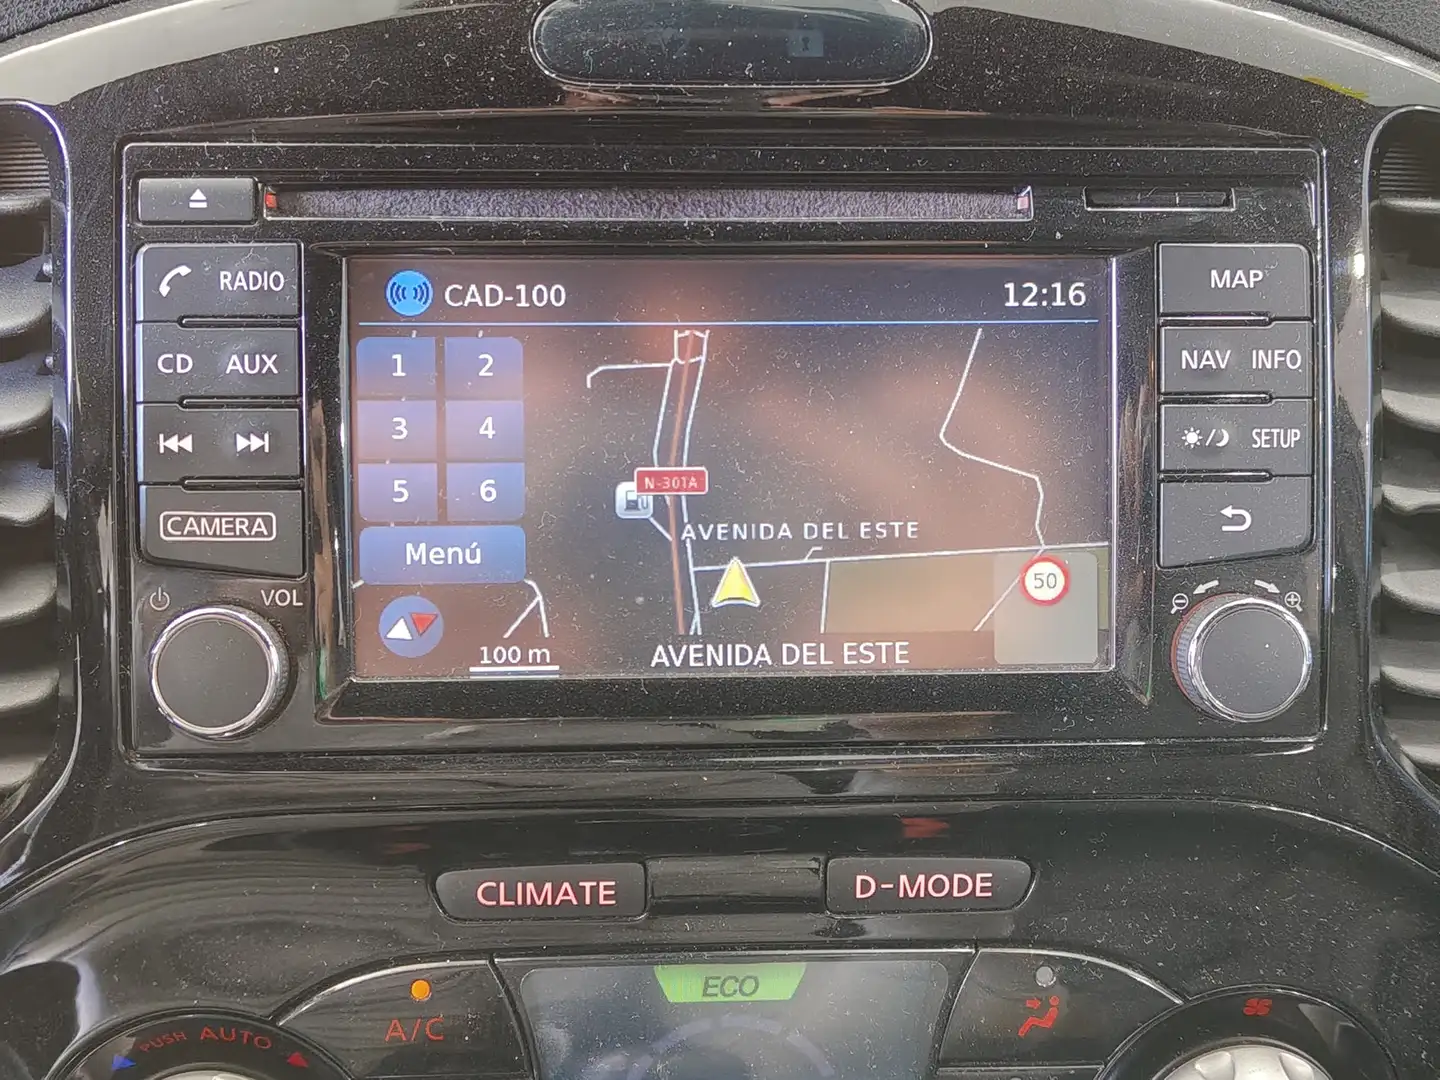 RADIO
CD AUX
CAMERA
VOL
CAD-100 12:16
1 2
3 4
5 6
Menú
N-301A
AVENIDA DEL ESTE
50
100 m
AVENIDA DEL ESTE
MAP
NAV INFO
SETUP
CLIMATE
D-MODE
ECO
PUSH AUTO
A/C